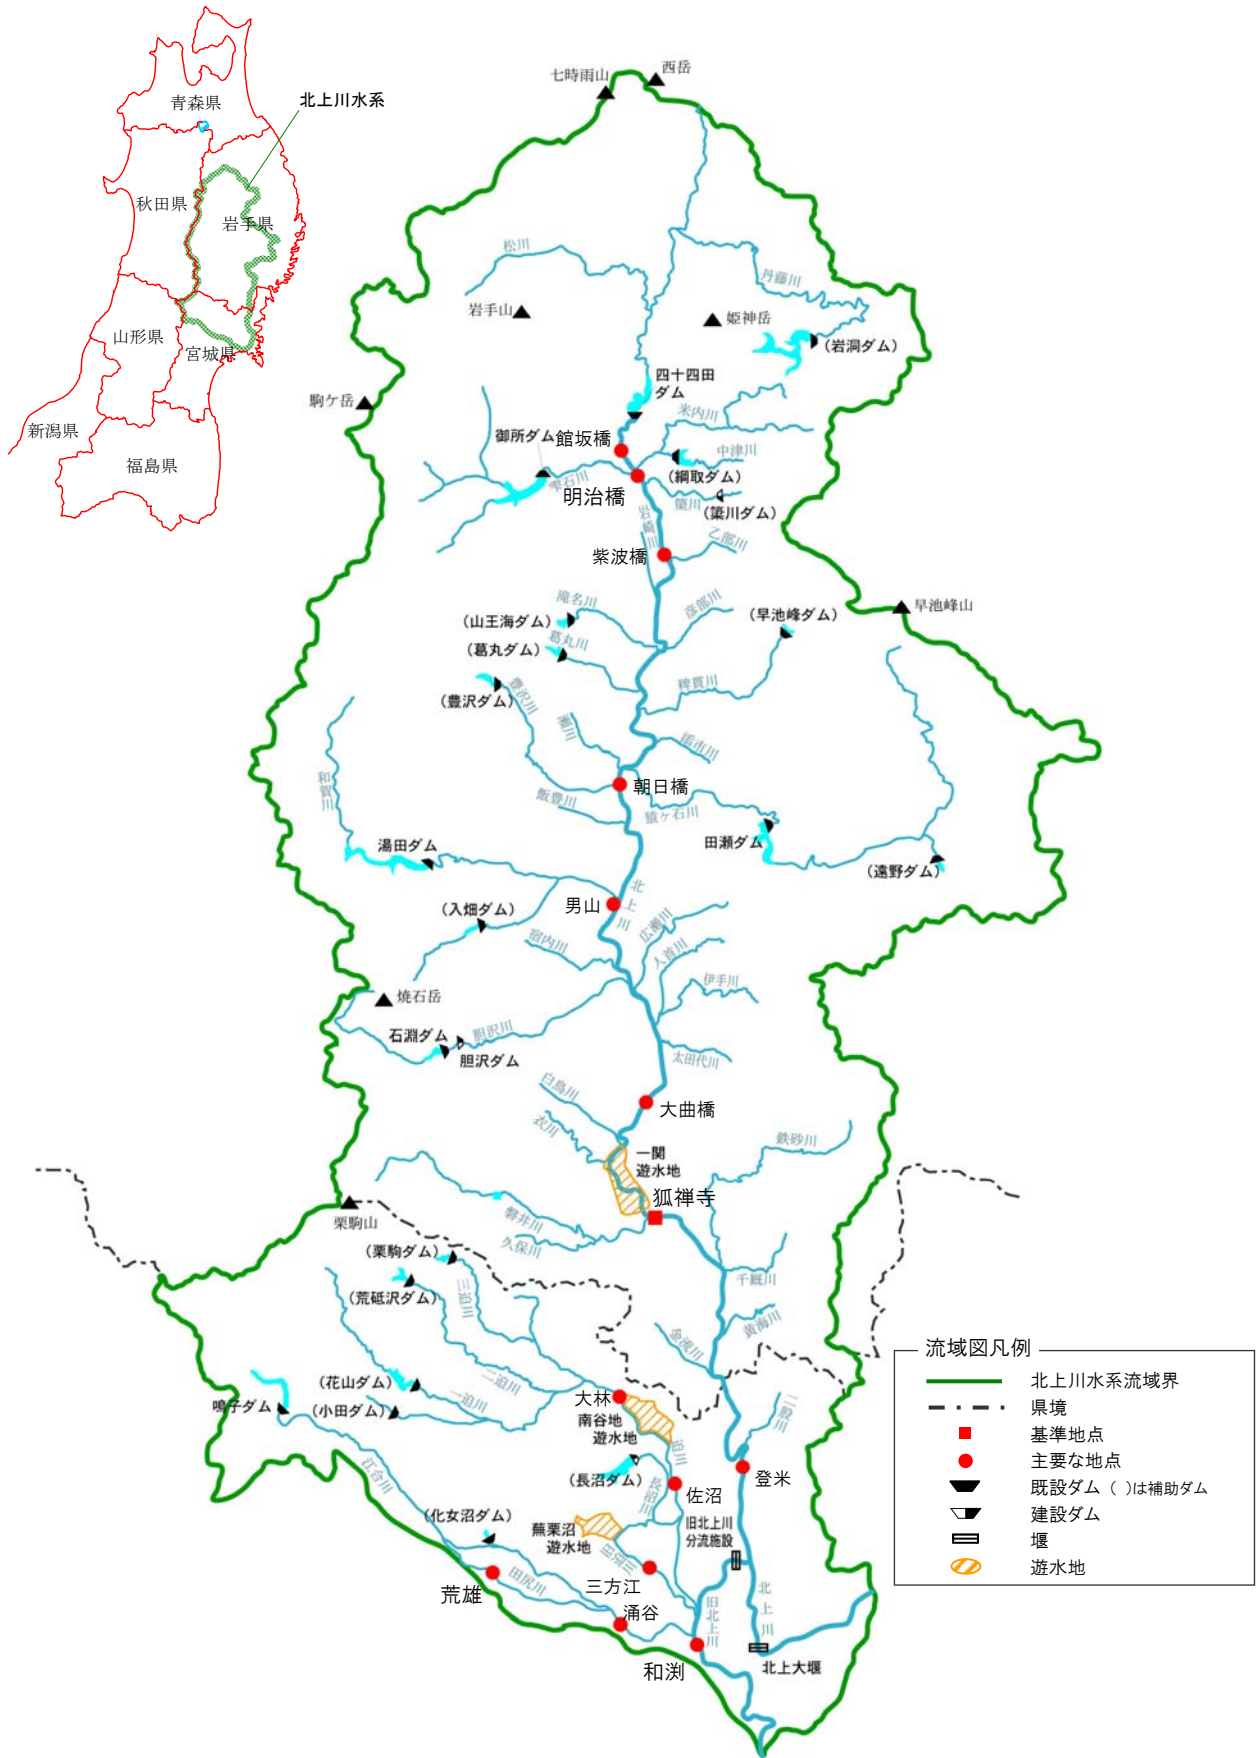 青森県
北上川水系
秋田県
岩手県
山形県
宮城県
新潟県
福島県
七時雨山
西岳
松川
丹藤川
岩手山
姫神岳
(岩洞ダム)
四十四田
ダム
駒ケ岳
米内川
御所ダム
館坂橋
中津川
(綱取ダム)
雫石川
明治橋
簗川
(簗川ダム)
岩崎川
乙部川
紫波橋
滝名川
彦部川
(早池峰ダム)
早池峰山
(山王海ダム)
葛丸川
(葛丸ダム)
稗貫川
(豊沢ダム)
豊沢川
瀬川
添市川
和賀川
朝日橋
飯豊川
猿ヶ石川
湯田ダム
田瀬ダム
(遠野ダム)
(入畑ダム)
男山
北上川
広瀬川
宿内川
人首川
伊手川
焼石岳
石淵ダム
胆沢川
胆沢ダム
太田代川
白鳥川
大曲橋
衣川
鉄砂川
一関
遊水地
狐禅寺
栗駒山
磐井川
久保川
(栗駒ダム)
三迫川
千厩川
(荒砥沢ダム)
黄海川
金流川
(花山ダム)
二迫川
一迫川
大林
二股川
鳴子ダム
(小田ダム)
南谷地
遊水地
迫川
江合川
(長沼ダム)
長沼川
佐沼
登米
(化女沼ダム)
蕪栗沼
遊水地
旧北上川
分流施設
旧迫川
三方江
荒雄
田尻川
涌谷
旧北上川
北上川
和渕
北上大堰
流域図凡例
北上川水系流域界
県境
基準地点
主要な地点
既設ダム ( )は補助ダム
建設ダム
堰
遊水地